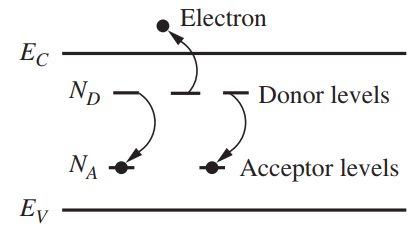 Electron
E_C
N_D
Donor levels
N_A
Acceptor levels
E_V